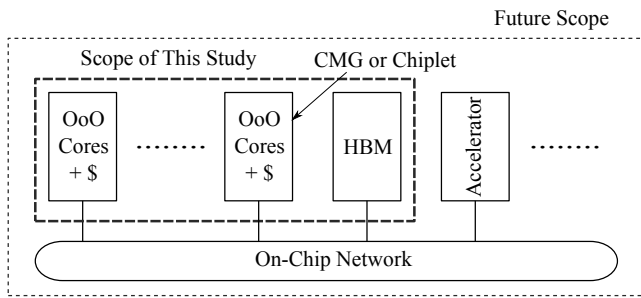 Future Scope
Scope of This Study
CMG or Chiplet
OoO
Cores
+ $
OoO
Cores
+ $
HBM
Accelerator
On-Chip Network